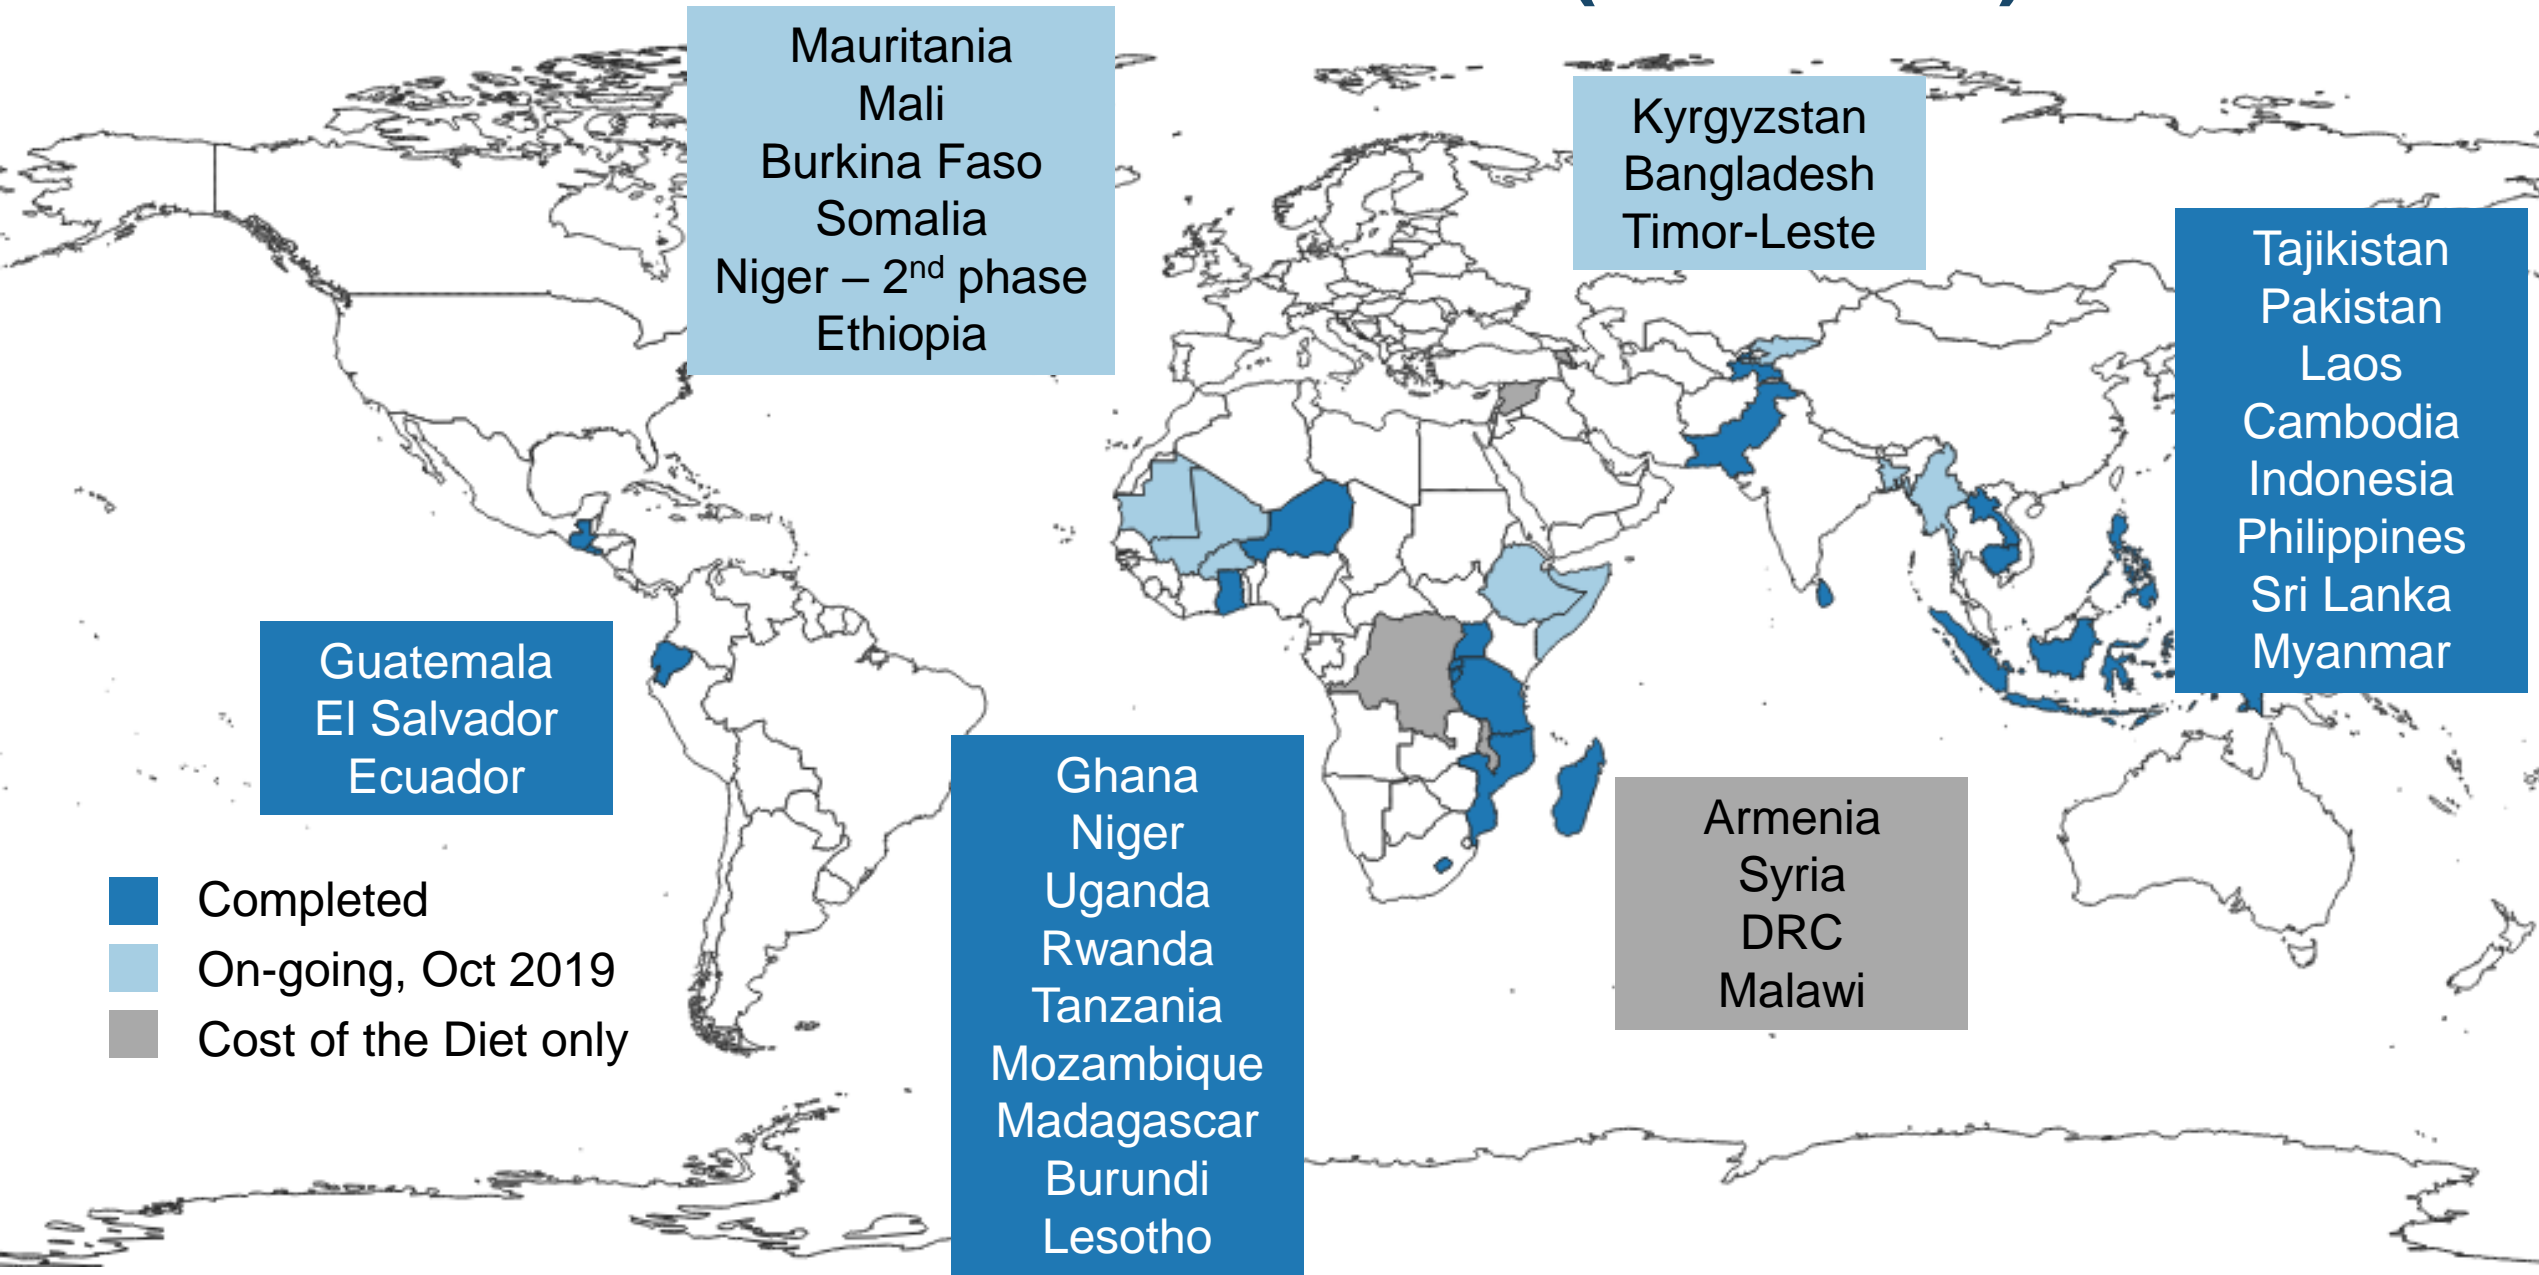 Mauritania
Mali
Burkina Faso
Somalia
Niger – 2nd phase
Ethiopia
Kyrgyzstan
Bangladesh
Timor-Leste
Tajikistan
Pakistan
Laos
Cambodia
Indonesia
Philippines
Sri Lanka
Myanmar
Guatemala
El Salvador
Ecuador
Ghana
Niger
Uganda
Rwanda
Tanzania
Mozambique
Madagascar
Burundi
Lesotho
Armenia
Syria
DRC
Malawi
Completed
On-going, Oct 2019
Cost of the Diet only